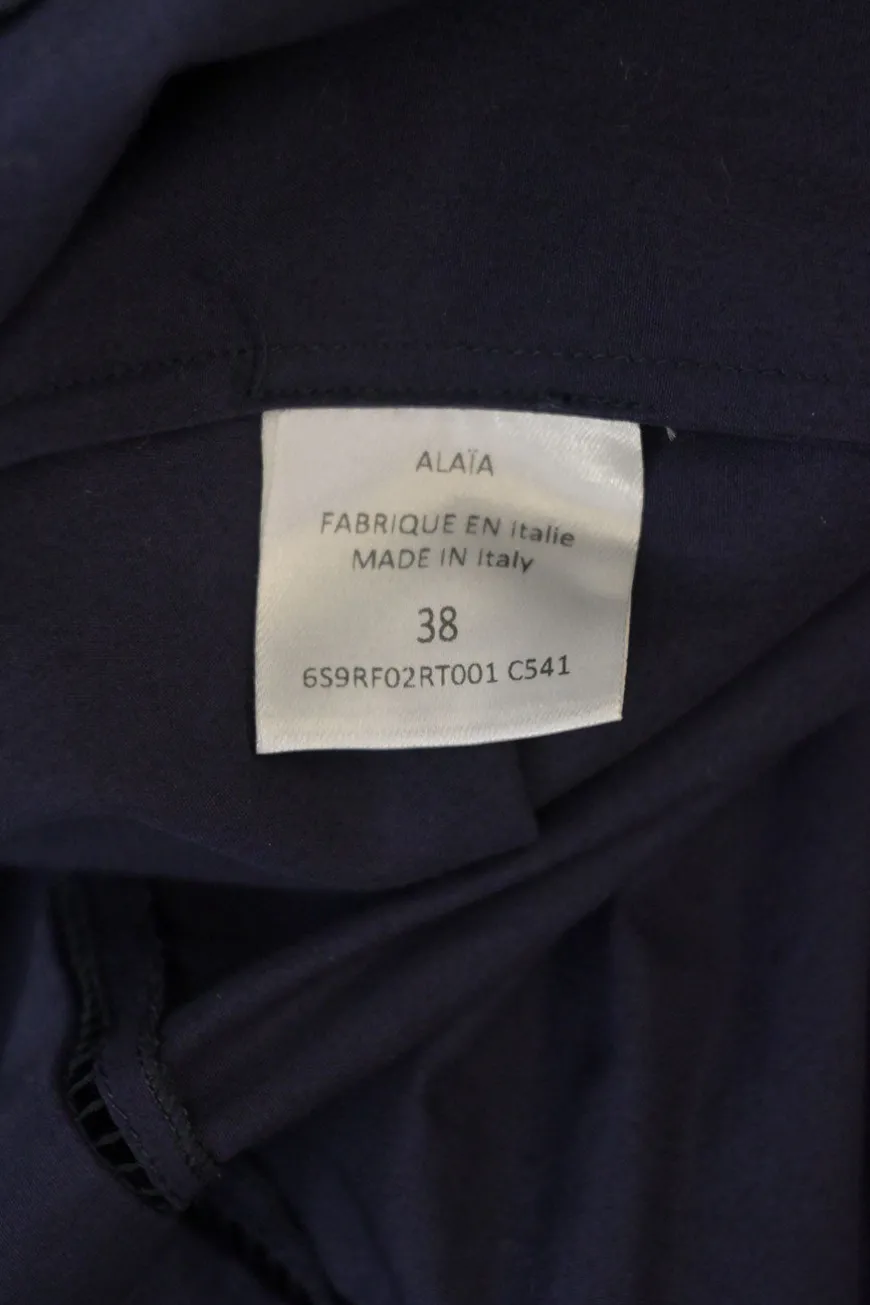 ALAÏA
FABRIQUE EN Italie
MADE IN Italy
38
6S9RF02RT001 C541